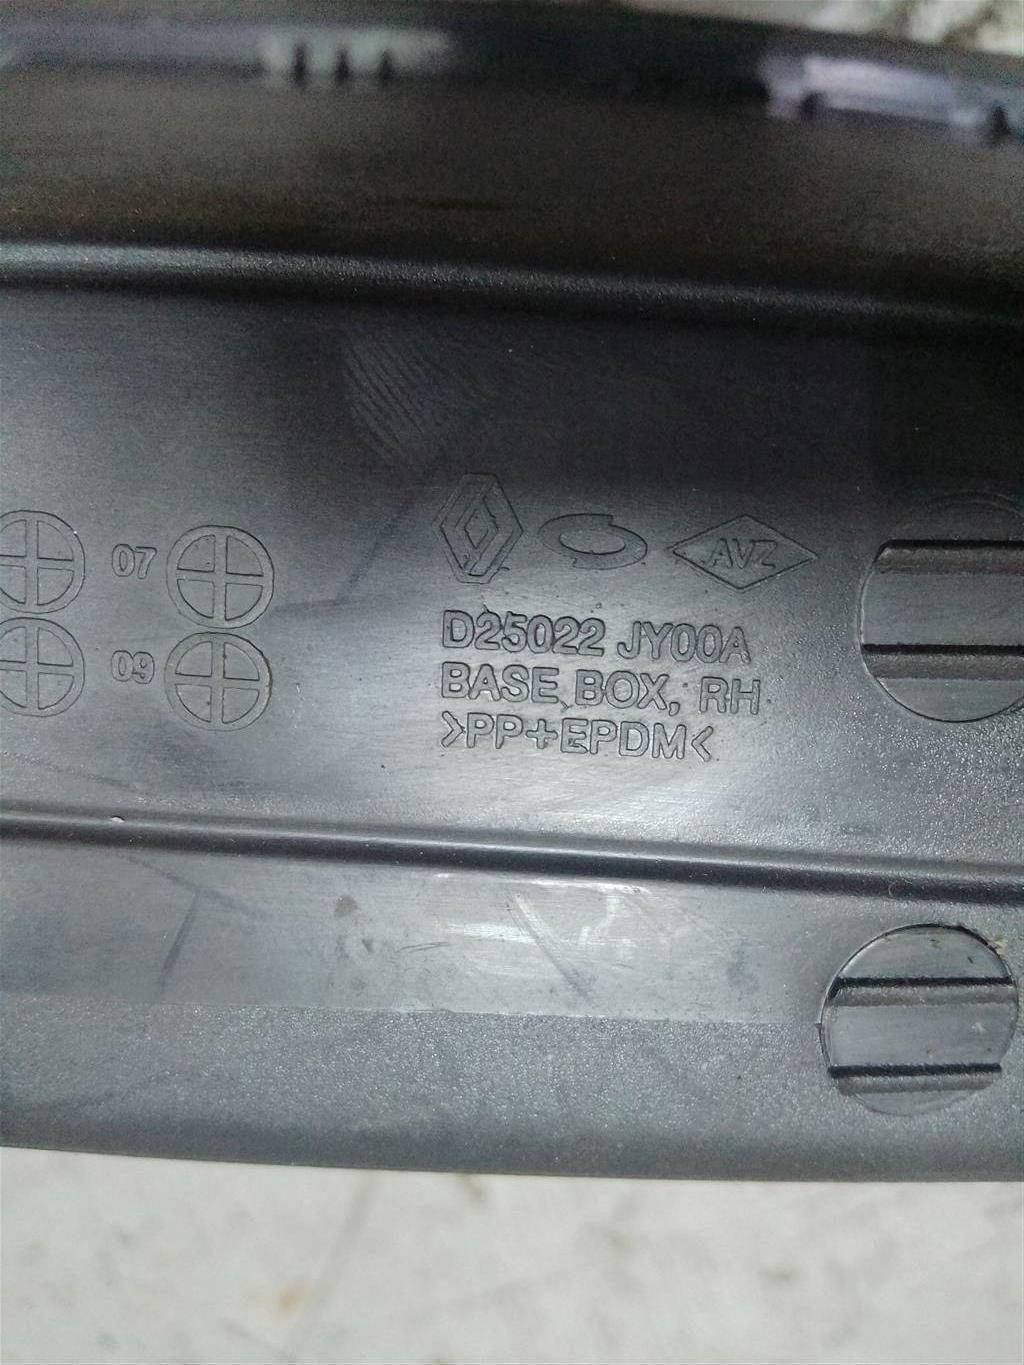 07
09
AVZ
D25022 JY00A
BASE BOX, RH
>PP+EPDM<